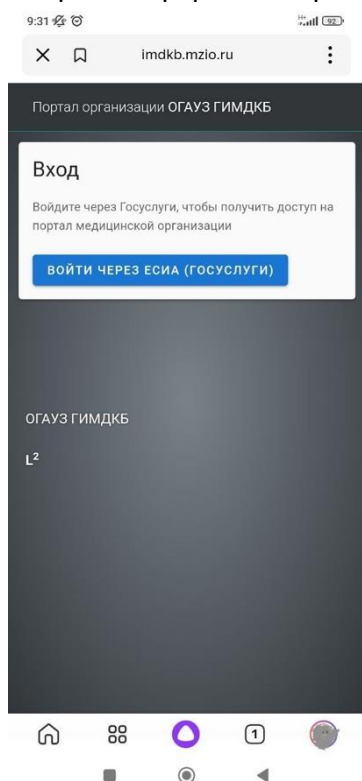 9:31
92
imdkb.mzio.ru
Портал организации ОГАУЗ ГИМДКБ
Вход
Войдите через Госуслуги, чтобы получить доступ на
портал медицинской организации
ВОЙТИ ЧЕРЕЗ ЕСИА (ГОСУСЛУГИ)
ОГАУЗ ГИМДКБ
L²
1